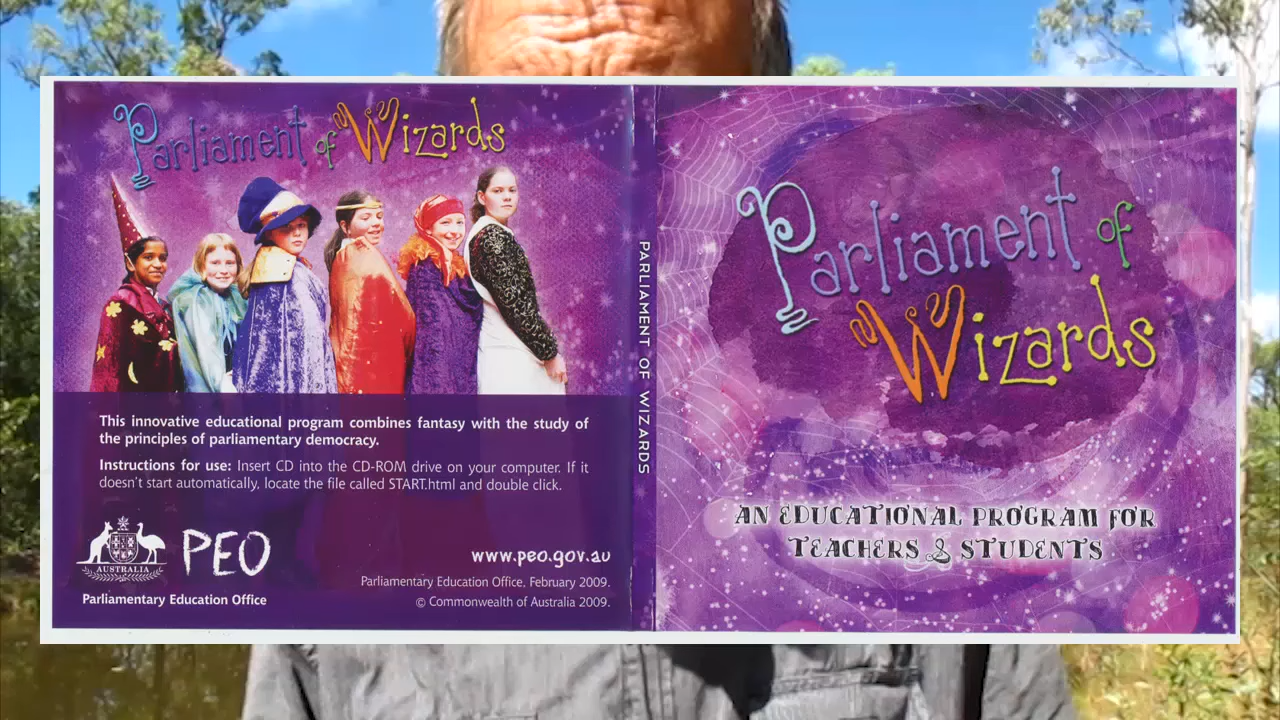 Parliament of Wizards
This innovative educational program combines fantasy with the study of
the principles of parliamentary democracy.
Instructions for use: Insert CD into the CD-ROM drive on your computer. If it
doesn't start automatically, locate the file called START.html and double click.
AUSTRALIA
PEO
Parliamentary Education Office
www.peo.gov.au
Parliamentary Education Office, February 2009.
© Commonwealth of Australia 2009.
PARLIAMENT OF WIZARDS
Parliament of
Wizards
AN EDUCATIONAL PROGRAM FOR
TEACHERS & STUDENTS